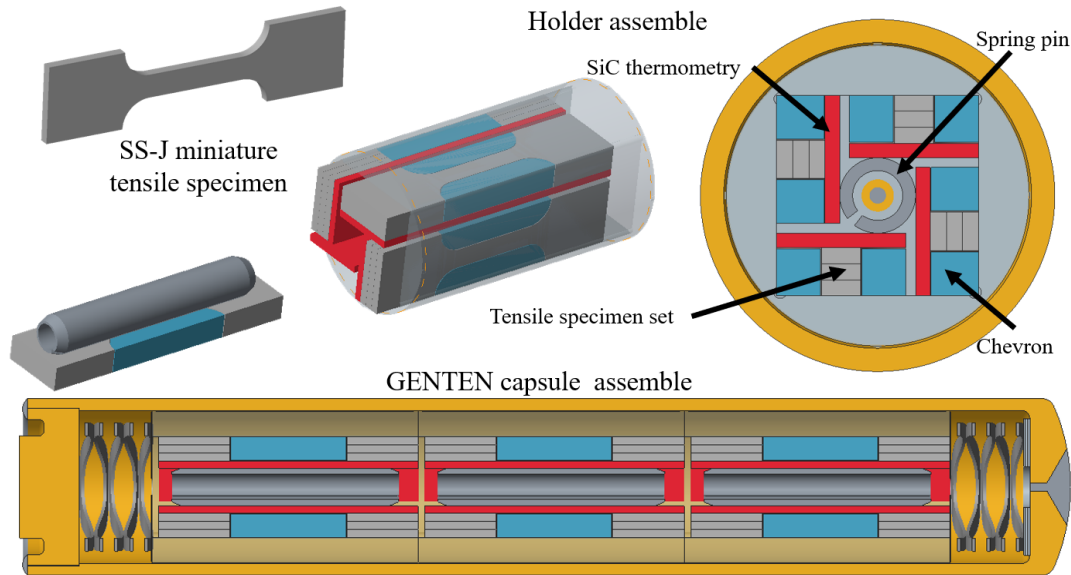 Holder assemble
Spring pin
SiC thermometry
SS-J miniature
tensile specimen
Tensile specimen set
Chevron
GENTEN capsule assemble